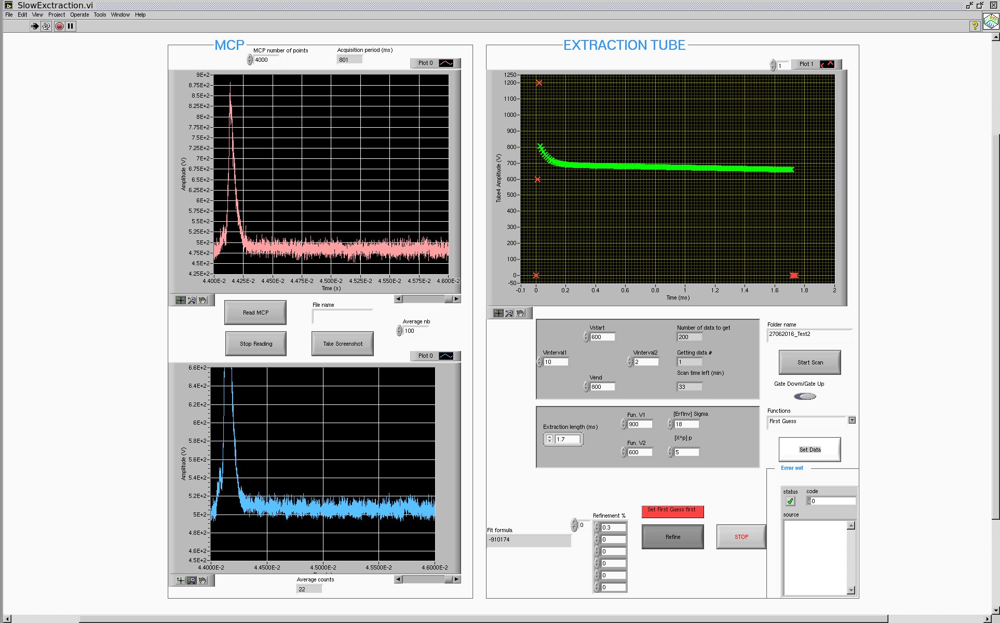 SlowExctraction.vi
File Edit View Project Operate Tools Window Help
MCP
MCP number of points
4000
Acquisition period (ms)
801
Plot 0
9E+2
8.75E+2
8.5E+2
8.25E+2
8E+2
7.75E+2
7.5E+2
7.25E+2
7E+2
6.75E+2
6.5E+2
6.25E+2
6E+2
5.75E+2
5.5E+2
5.25E+2
5E+2
4.75E+2
4.5E+2
4.25E+2
Amplitude (V)
4.400E-2 4.425E-2 4.450E-2 4.475E-2 4.500E-2 4.525E-2 4.550E-2 4.575E-2 4.600E-2
Time (s)
Read MCP
File name
Stop Reading
Take Screenshot
Average nb
100
Plot 0
6.6E+2
6.4E+2
6.2E+2
6E+2
5.8E+2
5.6E+2
5.4E+2
5.2E+2
5E+2
4.8E+2
4.6E+2
4.5E+2
Amplitude (V)
4.4000E-2 4.4500E-2 4.5000E-2 4.5500E-2 4.6000E-2
Average counts
22
EXTRACTION TUBE
1
Plot 1
1250
1200
1100
1000
900
800
700
600
500
400
300
200
100
0
-50
Tube4 Amplitude (V)
-0.1 0 0.2 0.4 0.6 0.8 1 1.2 1.4 1.6 1.8 2
Time (ms)
Vstart
600
Vinterval1
10
Vinterval2
2
Vend
800
Number of data to get
200
Getting data #
1
Scan time left (min)
33
Folder name
27062016_Test2
Start Scan
Gate Dowm/Gate Up
Functions
First Guess
Set Data
Extraction length (ms)
1.7
Fun. V1
900
[ErfInv] Sigma
18
Fun. V2
600
[X^p] p
5
Error out
status
code
0
source
Set First Guess first
Refinement %
0
0.3
0
0
0
0
0
Fit formula
-910174
Refine
STOP